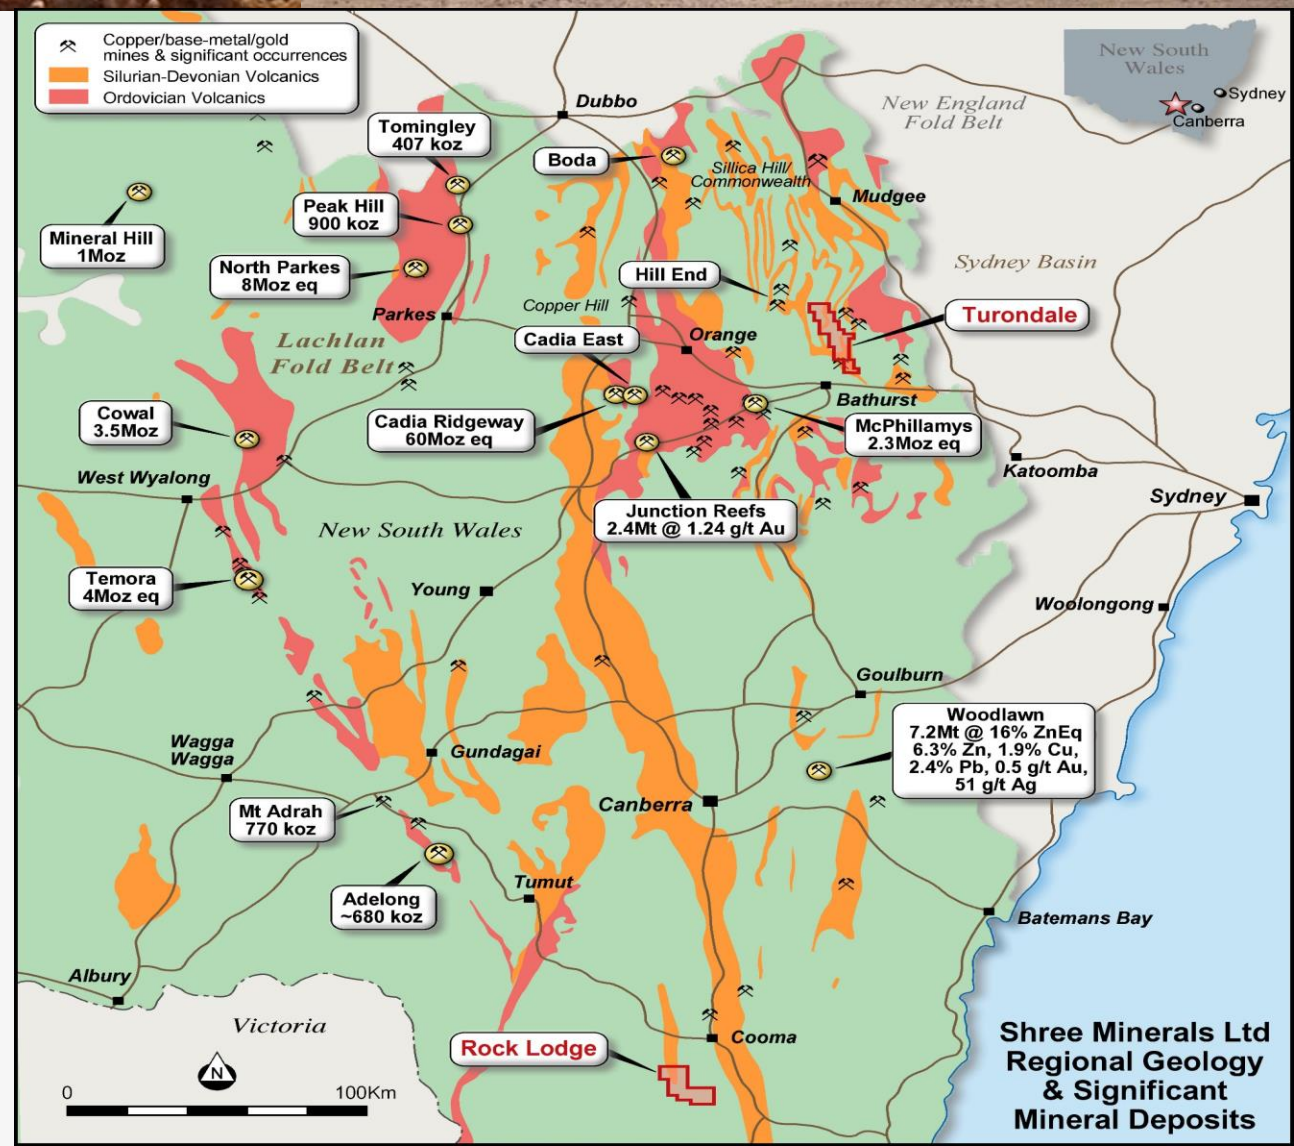 Copper/base-metal/gold
mines & significant occurrences
Silurian-Devonian Volcanics
Ordovician Volcanics
New South
Wales
Sydney
Canberra
Dubbo
New England
Fold Belt
Tomingley
407 koz
Boda
Sillica Hill/
Commonwealth
Mudgee
Peak Hill
900 koz
Mineral Hill
1Moz
North Parkes
8Moz eq
Hill End
Sydney Basin
Copper Hill
Parkes
Turondale
Lachlan
Fold Belt
Cadia East
Orange
Cowal
3.5Moz
Cadia Ridgeway
60Moz eq
Bathurst
McPhillamys
2.3Moz eq
Katoomba
West Wyalong
Sydney
Junction Reefs
2.4Mt @ 1.24 g/t Au
New South Wales
Temora
4Moz eq
Young
Woolongong
Goulburn
Woodlawn
7.2Mt @ 16% ZnEq
6.3% Zn, 1.9% Cu,
2.4% Pb, 0.5 g/t Au,
51 g/t Ag
Wagga
Wagga
Gundagai
Canberra
Mt Adrah
770 koz
Adelong
~680 koz
Tumut
Batemans Bay
Albury
Victoria
Rock Lodge
Cooma
N
0
100Km
Shree Minerals Ltd
Regional Geology
& Significant
Mineral Deposits